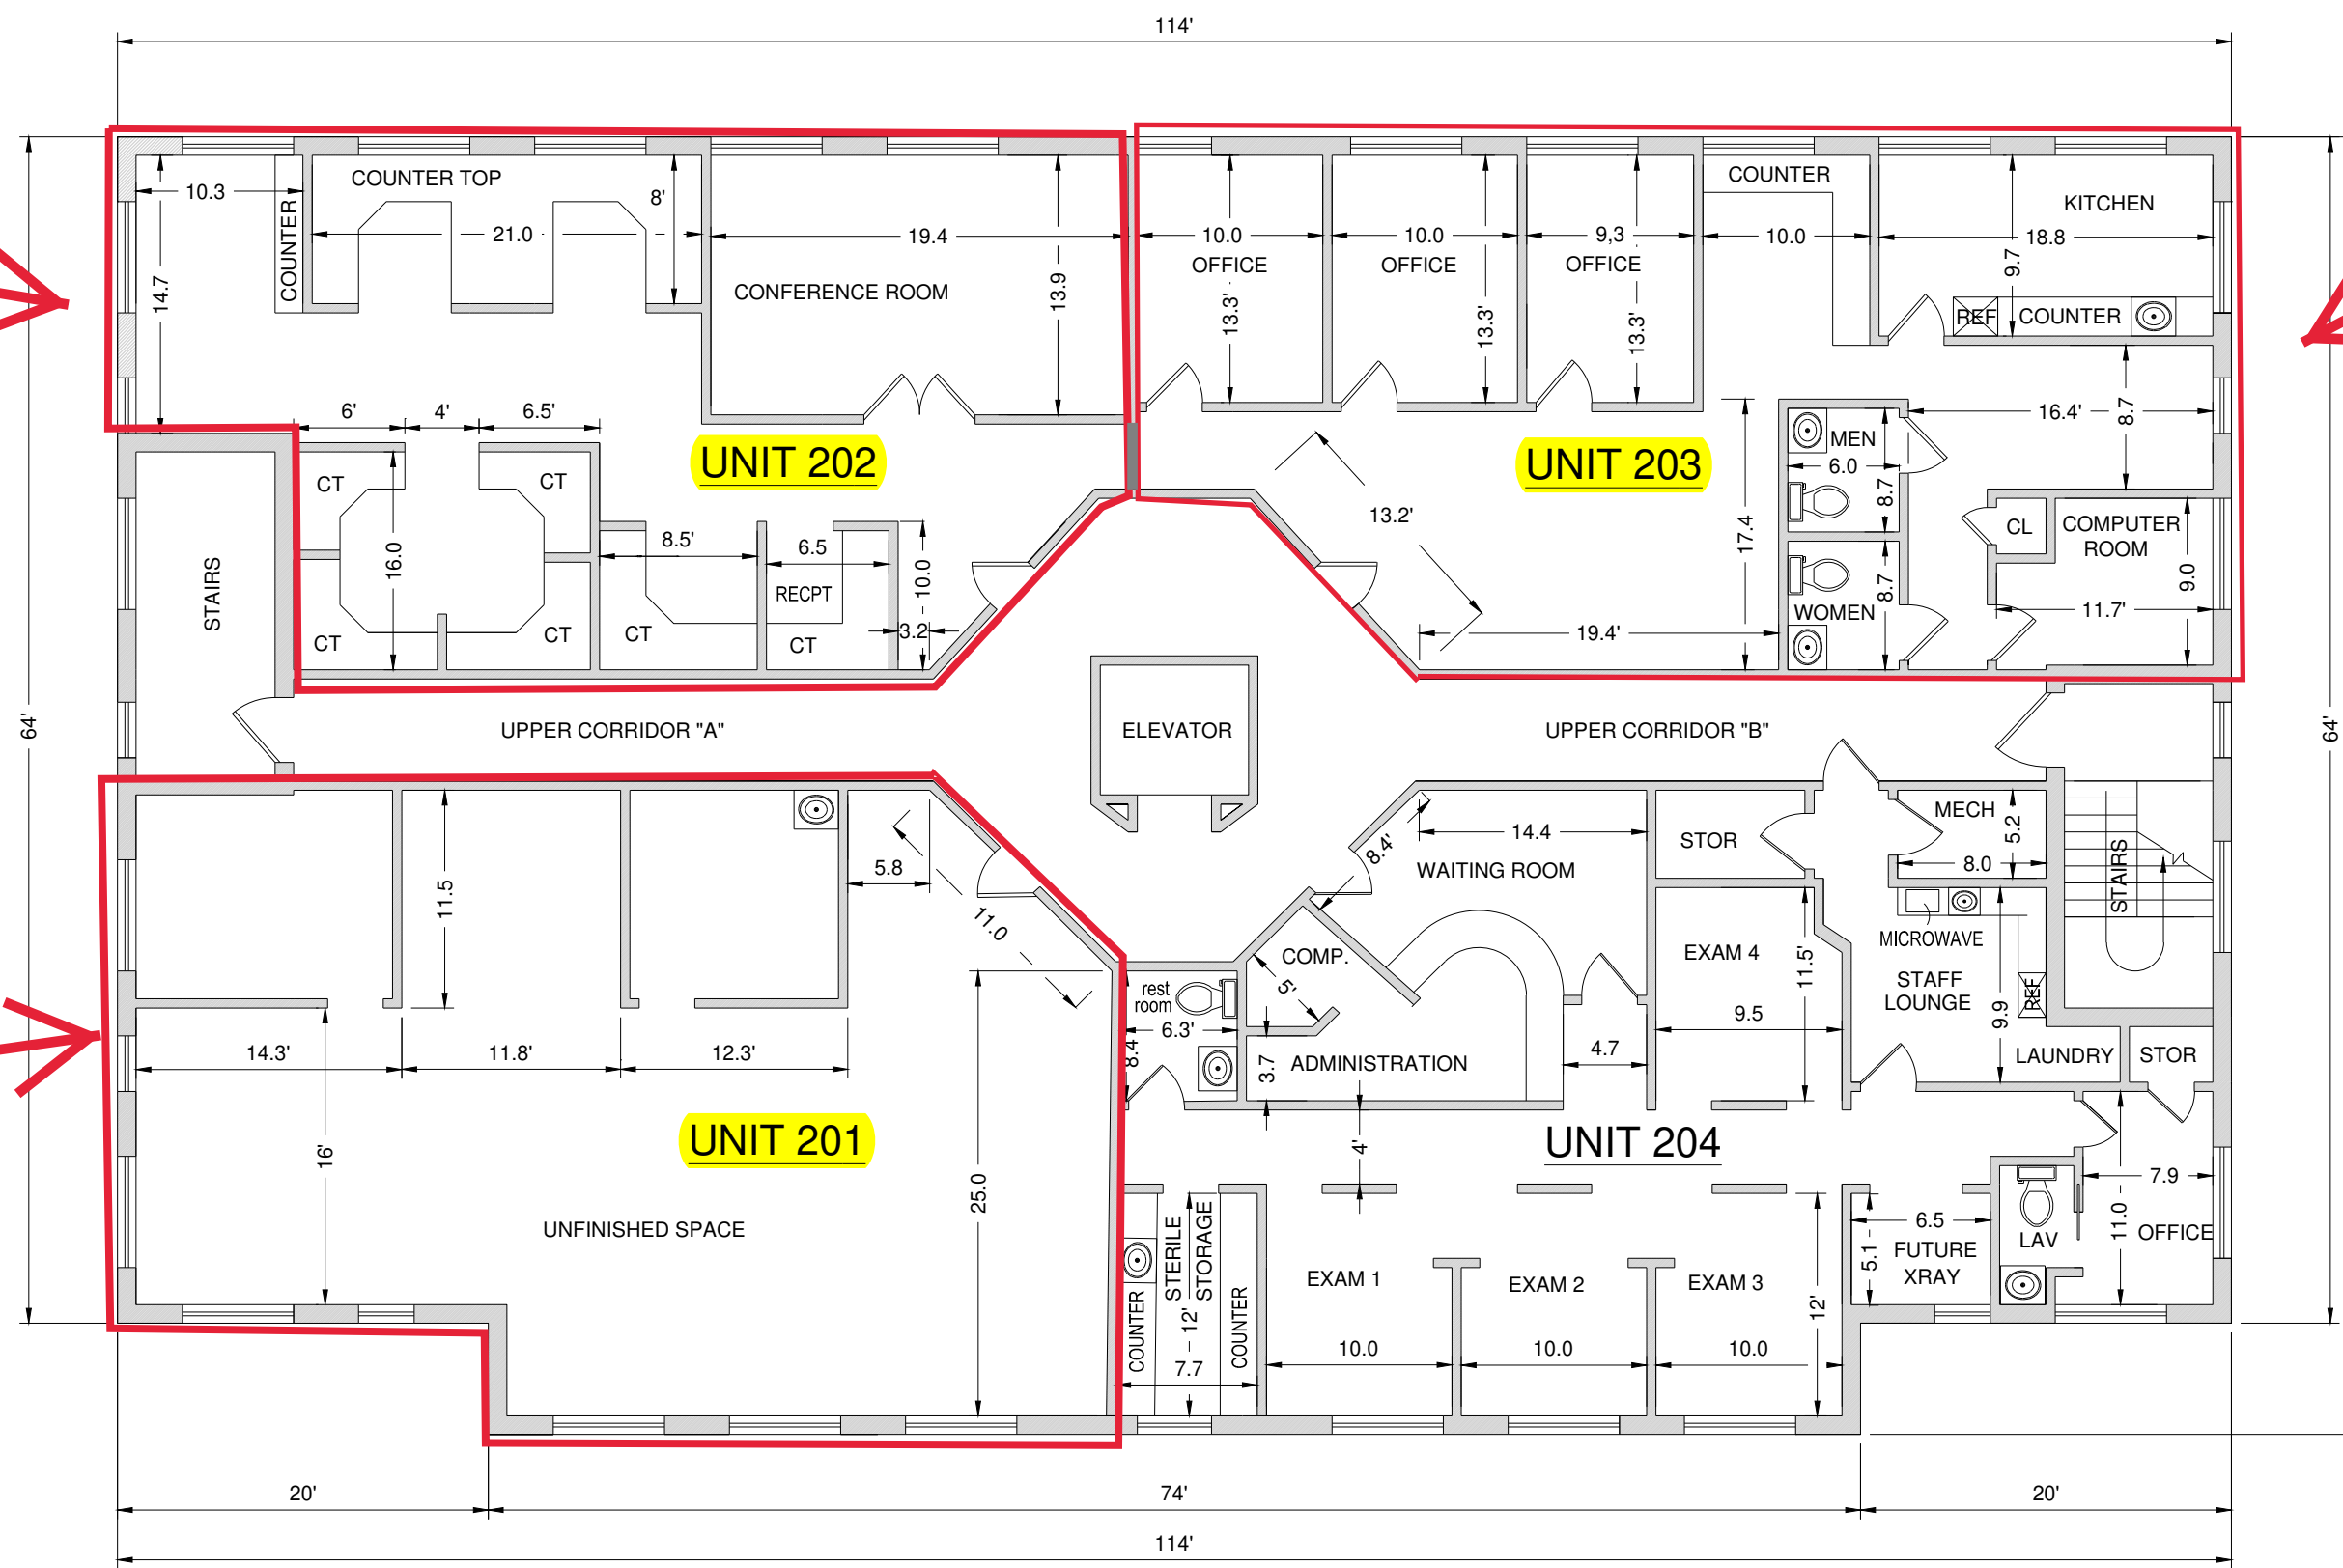 114'
10.3
COUNTER TOP
8'
COUNTER
21.0
14.7
19.4
CONFERENCE ROOM
13.9
10.0
OFFICE
13.3'
10.0
OFFICE
13.3'
9,3
OFFICE
13.3'
COUNTER
10.0
KITCHEN
18.8
9.7
REF
COUNTER
6'
4'
6.5'
UNIT 202
UNIT 203
16.4'
8.7
MEN
6.0
8.7
CT
CT
16.0
CT
CT
8.5'
CT
6.5
RECPT
CT
10.0
3.2
13.2'
17.4
19.4'
WOMEN
8.7
CL
COMPUTER
ROOM
9.0
11.7'
STAIRS
64'
64'
UPPER CORRIDOR "A"
ELEVATOR
UPPER CORRIDOR "B"
11.5
5.8
11.0
14.3'
11.8'
12.3'
UNIT 201
16'
25.0
UNFINISHED SPACE
8.4'
14.4
WAITING ROOM
STOR
MECH
5.2
8.0
STAIRS
COMP.
5'
EXAM 4
11.5'
9.5
MICROWAVE
STAFF
LOUNGE
REF
9.9
rest
room
6.3'
8.4
3.7
ADMINISTRATION
4.7
LAUNDRY
STOR
4'
UNIT 204
7.9
11.0
OFFICE
LAV
6.5
5.1
FUTURE
XRAY
STERILE
STORAGE
12'
7.7
COUNTER
COUNTER
EXAM 1
10.0
EXAM 2
10.0
EXAM 3
10.0
12'
20'
74'
20'
114'